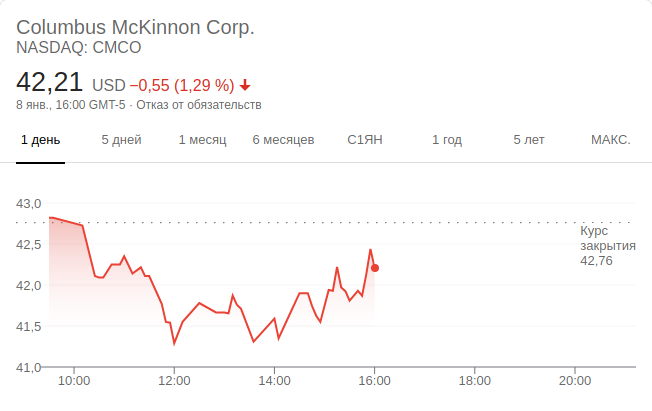 Columbus McKinnon Corp.
NASDAQ: CMCO
42,21 USD −0,55 (1,29 %)
8 янв., 16:00 GMT-5 · Отказ от обязательств
1 день 5 дней 1 месяц 6 месяцев С1ЯН 1 год 5 лет МАКС.
43,0
Курс
закрытия
42,76
42,5
42,0
41,5
41,0
10:00 12:00 14:00 16:00 18:00 20:00